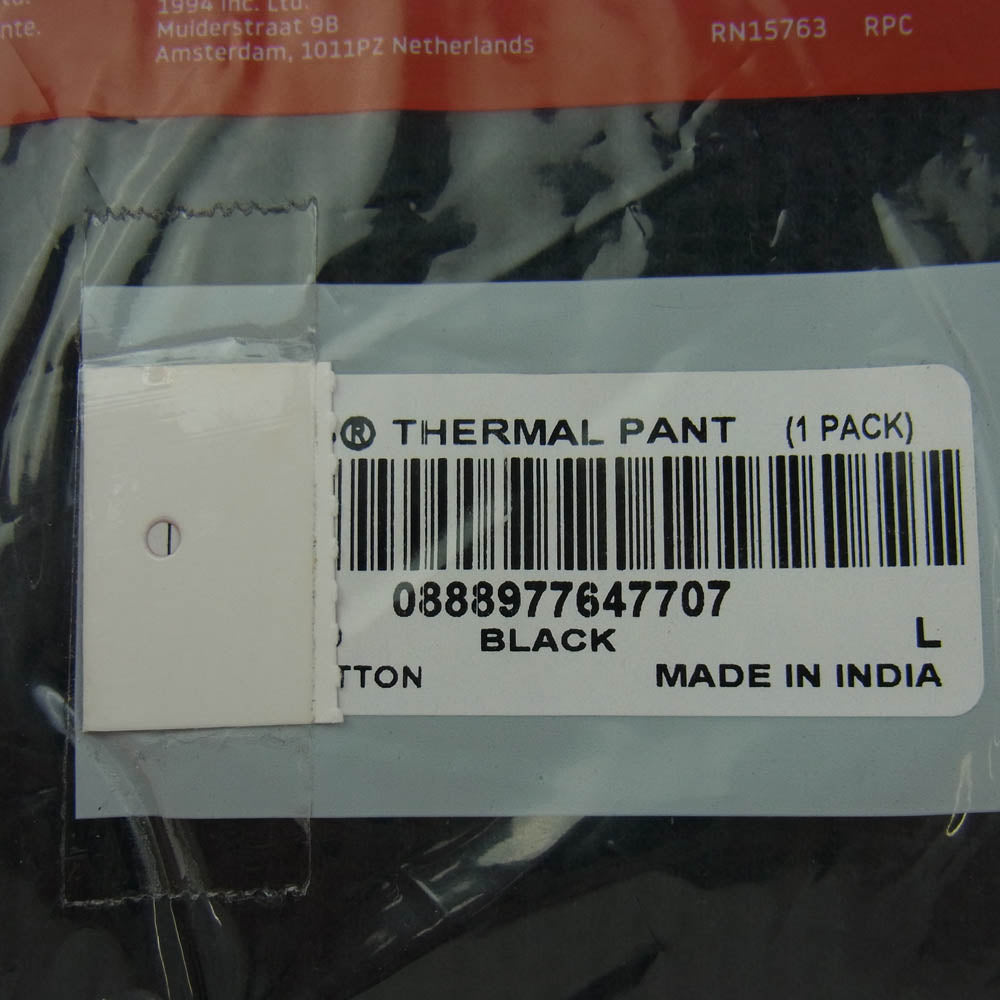 1994 Inc. Ltd.
Muiderstraat 9B
Amsterdam, 1011PZ Netherlands
RN15763 RPC
® THERMAL PANT (1 PACK)
0888977647707
BLACK L
TTON MADE IN INDIA